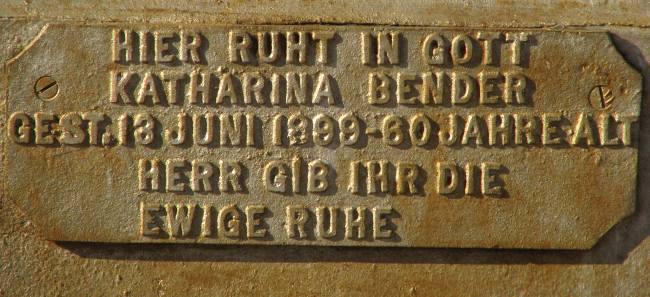 HIER RUHT IN GOTT
KATHARINA BENDER
GEST. 13 JUNI 1899-60 JAHRE ALT
HERR GIB IHR DIE
EWIGE RUHE